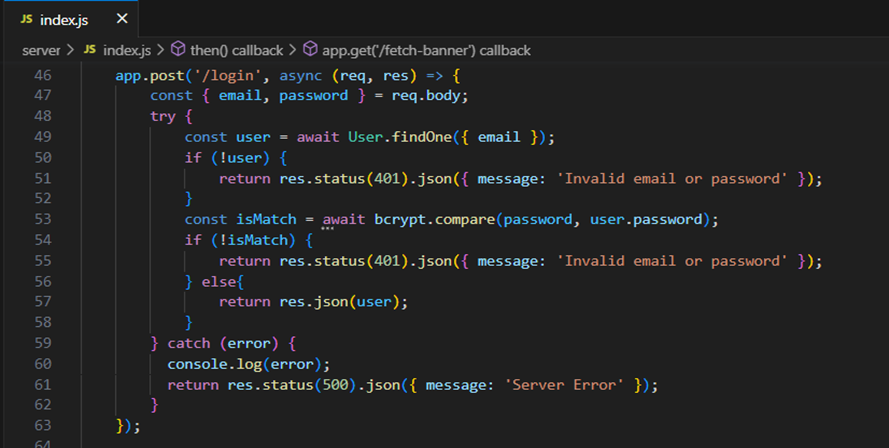 JS index.js ×
server > JS index.js > then() callback > app.get('/fetch-banner') callback
46 app.post('/login', async (req, res) => {
47 const { email, password } = req.body;
48 try {
49 const user = await User.findOne({ email });
50 if (!user) {
51 return res.status(401).json({ message: 'Invalid email or password' });
52 }
53 const isMatch = await bcrypt.compare(password, user.password);
54 if (!isMatch) {
55 return res.status(401).json({ message: 'Invalid email or password' });
56 } else{
57 return res.json(user);
58 }
59 } catch (error) {
60 console.log(error);
61 return res.status(500).json({ message: 'Server Error' });
62 }
63 });
64